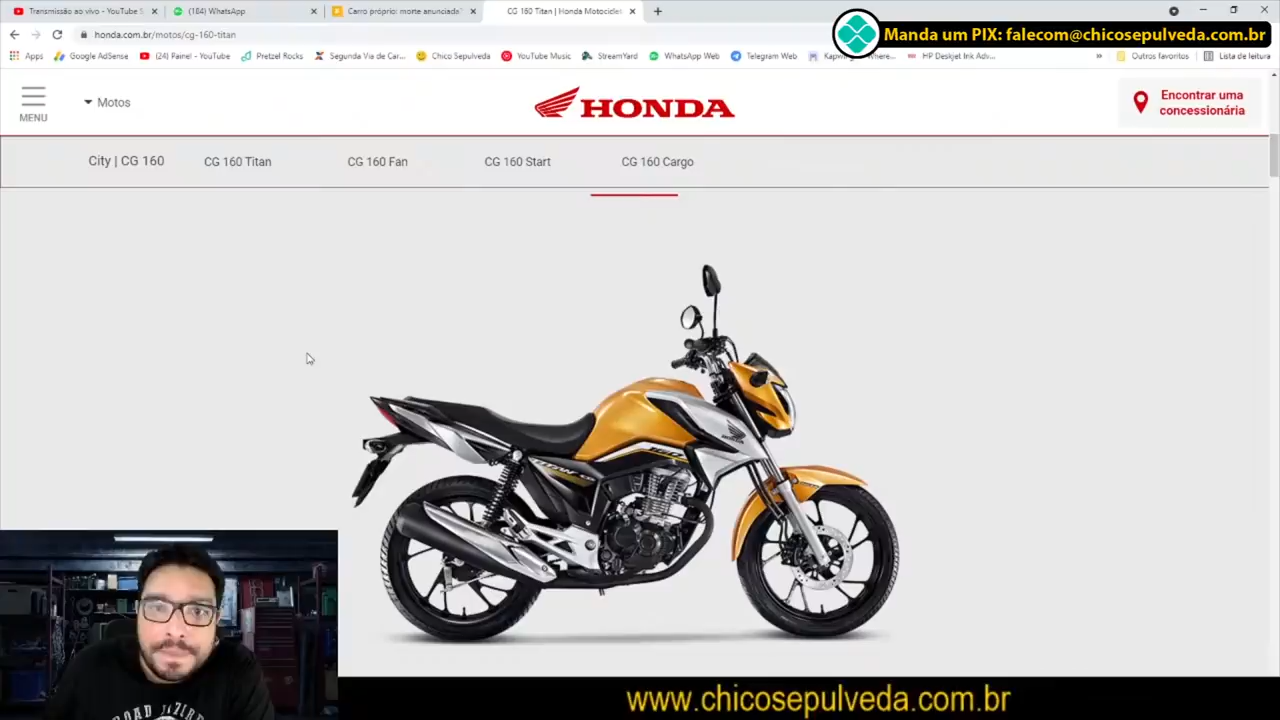 Transmissão ao vivo - YouTube S
(184) WhatsApp
Carro próprio: morte anunciada?
CG 160 Titan | Honda Motociclet
honda.com.br/motos/cg-160-titan
Manda um PIX: falecom@chicosepulveda.com.br
Apps
Google AdSense
(24) Painel - YouTube
Pretzel Rocks
Segunda Via de Car...
Chico Sepulveda
YouTube Music
StreamYard
WhatsApp Web
Telegram Web
HP Deskjet Ink Adv...
»
Outros favoritos
Lista de leitura
MENU
Motos
HONDA
Encontrar uma
concessionária
City | CG 160
CG 160 Titan
CG 160 Fan
CG 160 Start
CG 160 Cargo
HONDA
www.chicosepulveda.com.br